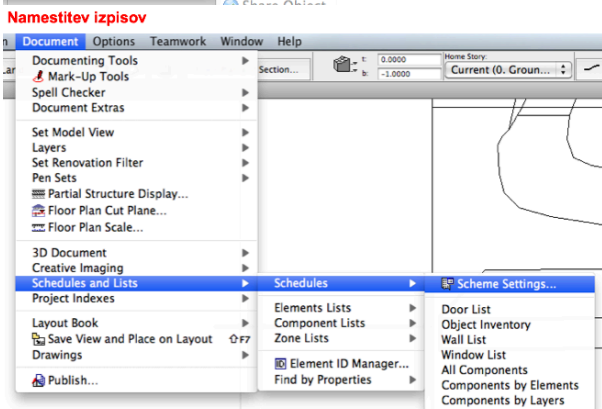 Share Object
Namestitev izpisov
Document Options Teamwork Window Help
Section...
t: 0.0000
b: -1.0000
Home Story:
Current (0. Groun...
Documenting Tools
Mark-Up Tools
Spell Checker
Document Extras
Set Model View
Layers
Set Renovation Filter
Pen Sets
Partial Structure Display...
Floor Plan Cut Plane...
Floor Plan Scale...
3D Document
Creative Imaging
Schedules and Lists
Project Indexes
Layout Book
Save View and Place on Layout ⇧F7
Drawings
Publish...
Schedules
Elements Lists
Component Lists
Zone Lists
Element ID Manager...
Find by Properties
Scheme Settings...
Door List
Object Inventory
Wall List
Window List
All Components
Components by Elements
Components by Layers